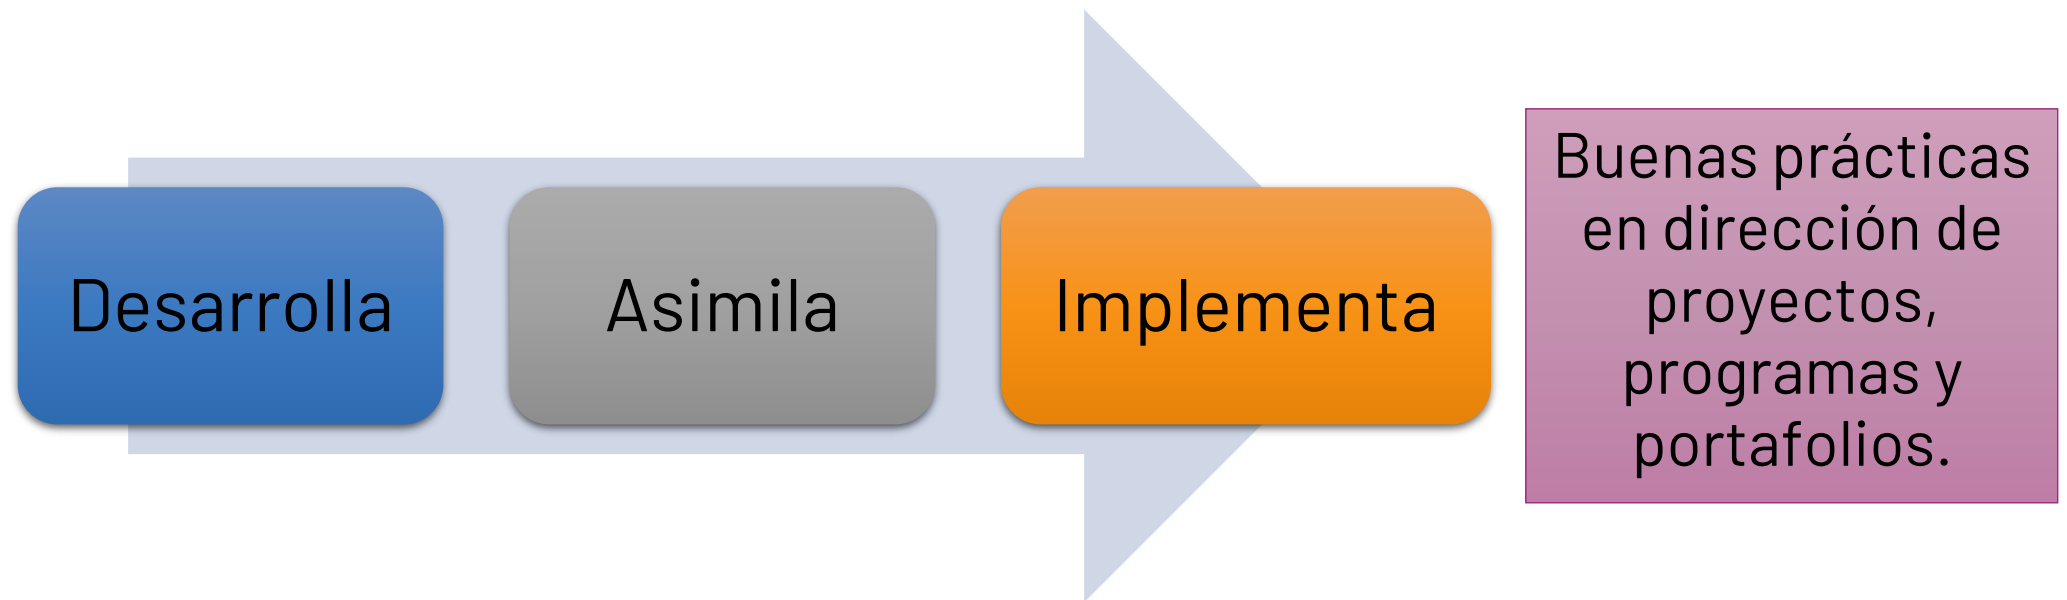 Desarrolla
Asimila
Implementa
Buenas prácticas
en dirección de
proyectos,
programas y
portafolios.